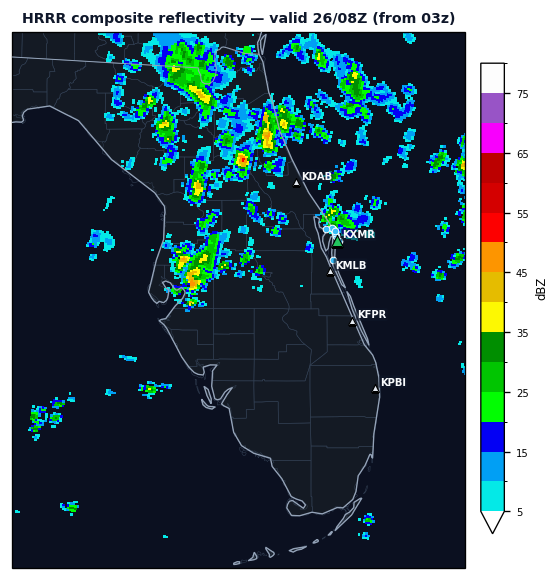 HRRR composite reflectivity — valid 26/08Z (from 03z)
KDAB
KXMR
KMLB
KFPR
KPBI
75
65
55
45
35
25
15
5
dBZ